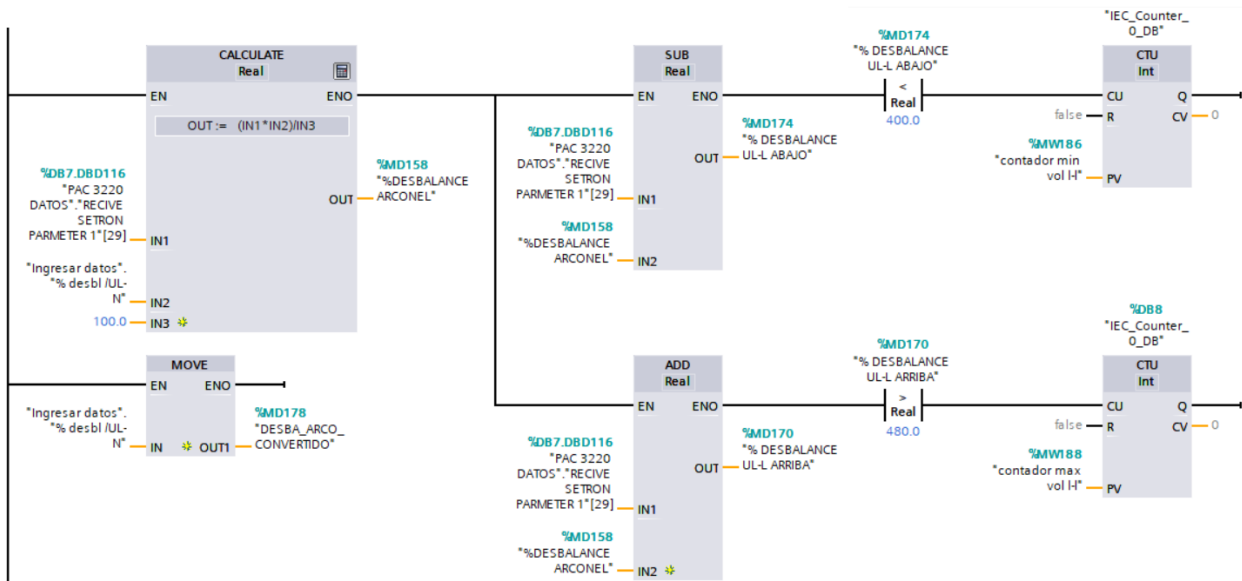 CALCULATE
Real
EN
ENO
OUT := (IN1*IN2)/IN3
%DB7.DBD116
"PAC 3220
DATOS"."RECIVE
SETRON
PARMETER 1"[29]
IN1
"Ingresar datos".
"% desbl /UL-
N"
IN2
100.0
IN3
OUT
%MD158
"%DESBALANCE
ARCONEL"
MOVE
EN
ENO
"Ingresar datos".
"% desbl /UL-
N"
IN
OUT1
%MD178
"DESBA_ARCO_
CONVERTIDO"
SUB
Real
EN
ENO
%DB7.DBD116
"PAC 3220
DATOS"."RECIVE
SETRON
PARMETER 1"[29]
IN1
%MD158
"%DESBALANCE
ARCONEL"
IN2
OUT
%MD174
"% DESBALANCE
UL-L ABAJO"
%MD174
"% DESBALANCE
UL-L ABAJO"
<
Real
400.0
"IEC_Counter_
0_DB"
CTU
Int
CU
Q
false
R
CV
0
%MW186
"contador min
vol l-l"
PV
ADD
Real
EN
ENO
%DB7.DBD116
"PAC 3220
DATOS"."RECIVE
SETRON
PARMETER 1"[29]
IN1
%MD158
"%DESBALANCE
ARCONEL"
IN2
OUT
%MD170
"% DESBALANCE
UL-L ARRIBA"
%MD170
"% DESBALANCE
UL-L ARRIBA"
>
Real
480.0
%DB8
"IEC_Counter_
0_DB"
CTU
Int
CU
Q
false
R
CV
0
%MW188
"contador max
vol l-l"
PV